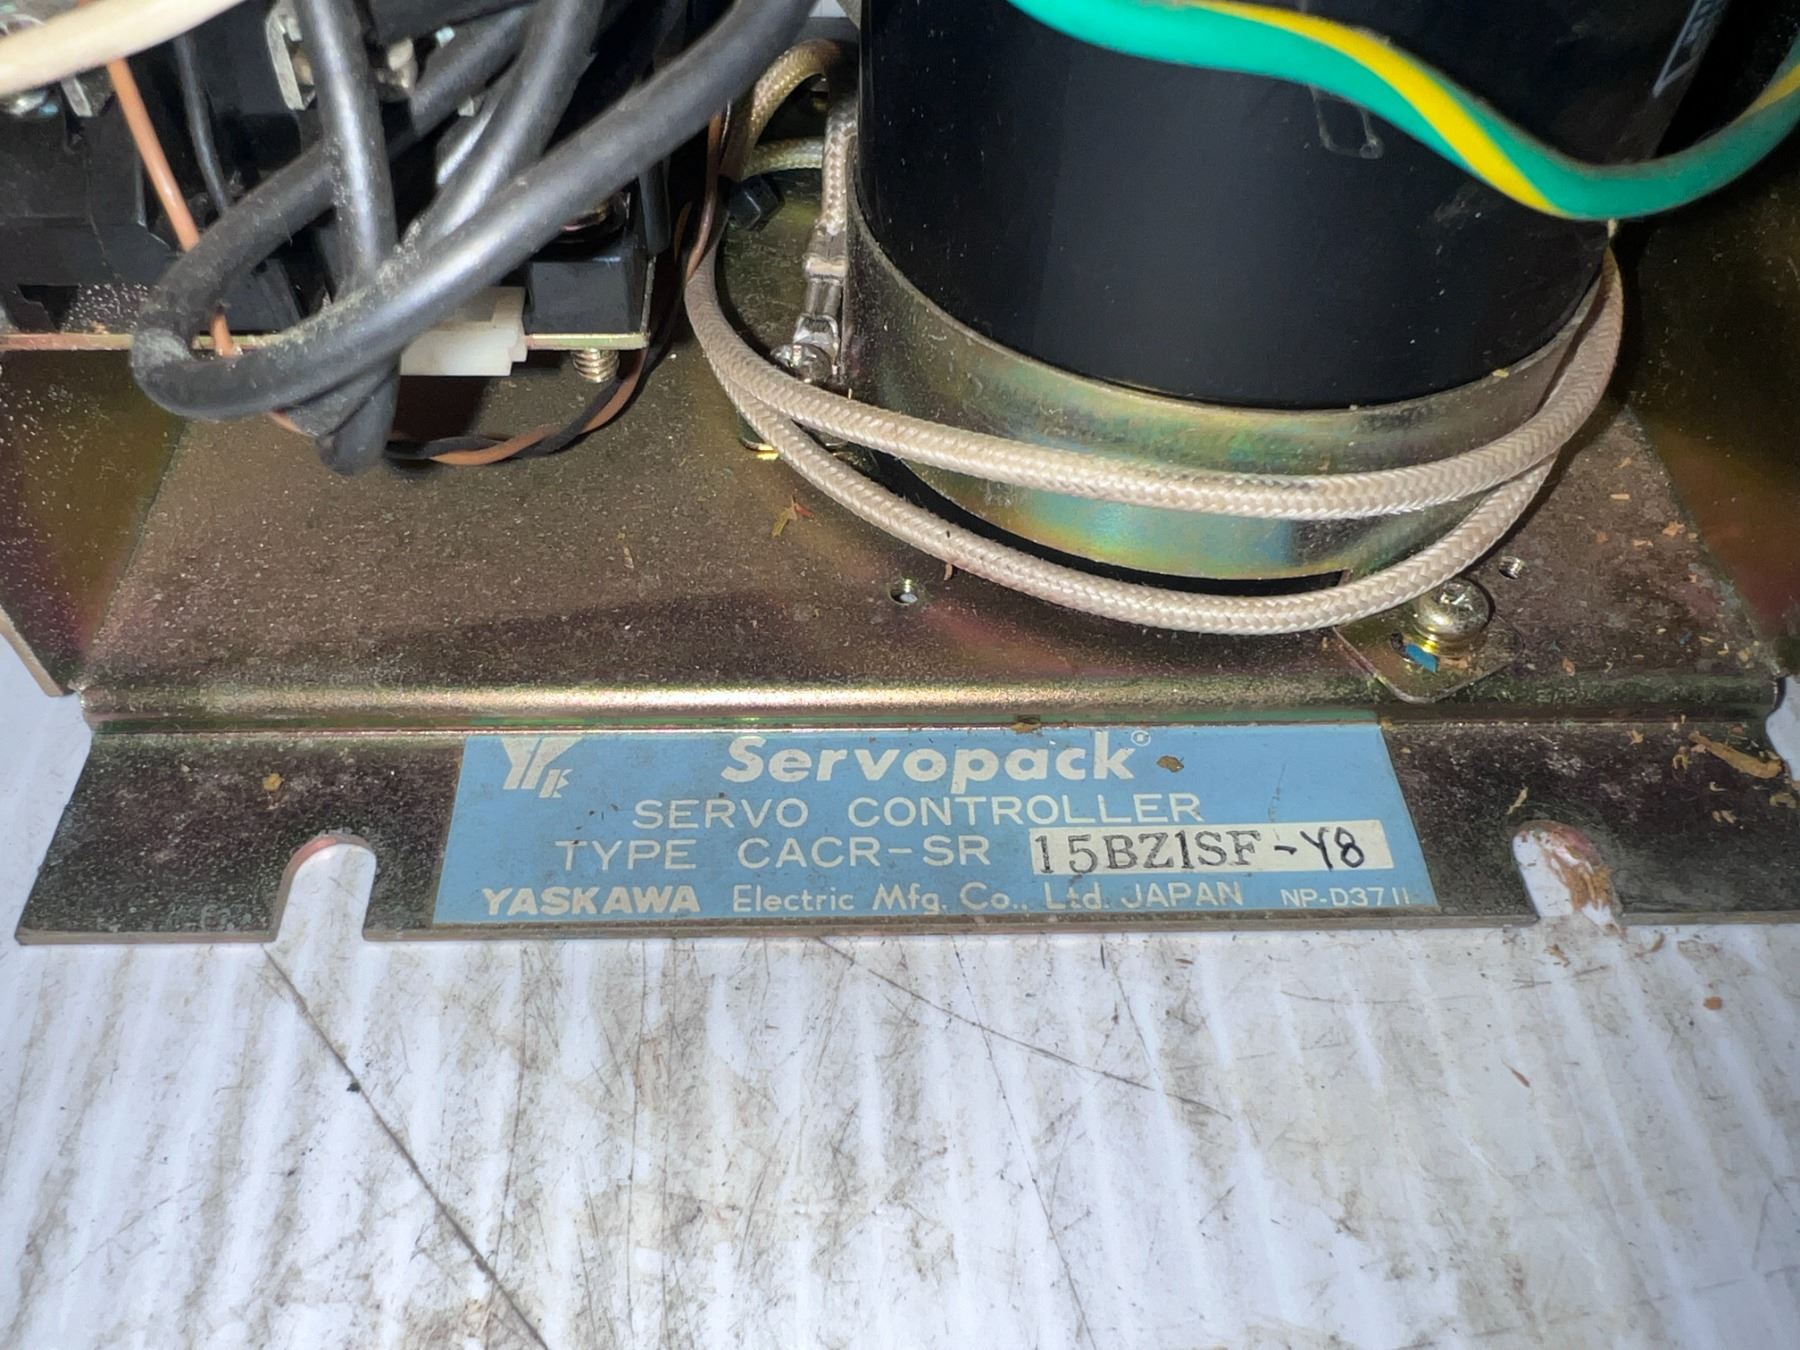 Servopack®
SERVO CONTROLLER
TYPE CACR-SR 15BZ1SF-Y8
YASKAWA Electric Mfg. Co., Ltd. JAPAN NP-D3711